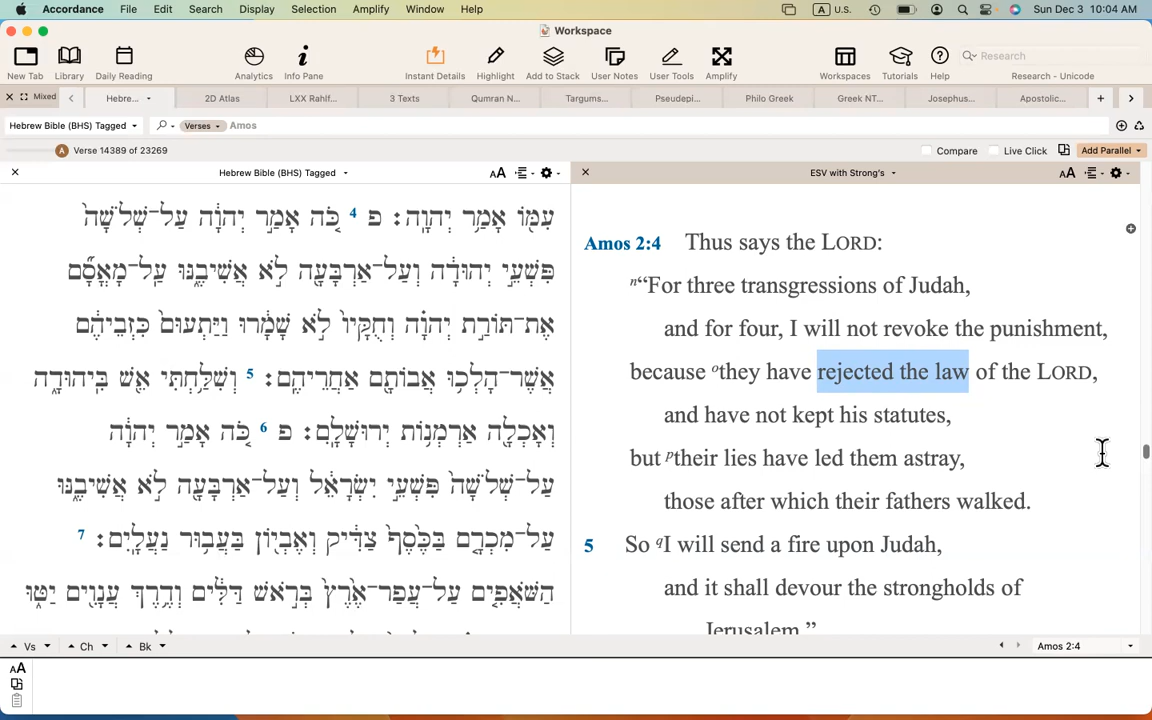 Accordance File Edit Search Display Selection Amplify Window Help A U.S. Sun Dec 3 10:04 AM
Workspace
New Tab Library Daily Reading Analytics Info Pane Instant Details Highlight Add to Stack User Notes User Tools Amplify Workspaces Tutorials Help Research
Research - Unicode
Mixed Hebre... 2D Atlas LXX Rahlf... 3 Texts Qumran N... Targums... Pseudepi... Philo Greek Greek NT... Josephus... Apostolic...
Hebrew Bible (BHS) Tagged Verses Amos
A Verse 14389 of 23269 Compare Live Click Add Parallel
Hebrew Bible (BHS) Tagged
עִמּ֖וֹ אָמַ֥ר יְהוָֽה׃ פ 4 כֹּ֚ה אָמַ֣ר יְהוָ֔ה עַל־שְׁלֹשָׁה֙
פִּשְׁעֵ֣י יְהוּדָ֔ה וְעַל־אַרְבָּעָ֖ה לֹ֣א אֲשִׁיבֶ֑נּוּ עַֽל־מָאֳסָ֞ם
אֶת־תּוֹרַ֣ת יְהוָ֗ה וְחֻקָּיו֙ לֹ֣א שָׁמָ֔רוּ וַיַּתְעוּם֙ כִּזְבֵיהֶ֔ם
אֲשֶׁר־הָלְכ֥וּ אֲבוֹתָ֖ם אַחֲרֵיהֶֽם׃ 5 וְשִׁלַּ֥חְתִּי אֵ֖שׁ בִּֽיהוּדָ֑ה
וְאָכְלָ֖ה אַרְמְנ֥וֹת יְרוּשָׁלִָֽם׃ פ 6 כֹּ֚ה אָמַ֣ר יְהוָ֔ה
עַל־שְׁלֹשָׁה֙ פִּשְׁעֵ֣י יִשְׂרָאֵ֔ל וְעַל־אַרְבָּעָ֖ה לֹ֣א אֲשִׁיבֶ֑נּוּ
עַל־מִכְרָ֤ם בַּכֶּ֙סֶף֙ צַדִּ֔יק וְאֶבְי֖וֹן בַּעֲב֥וּר נַעֲלָֽיִם׃ 7
הַשֹּׁאֲפִ֤ים עַל־עֲפַר־אֶ֙רֶץ֙ בְּרֹ֣אשׁ דַּלִּ֔ים וְדֶ֥רֶךְ עֲנָוִ֖ים יַטּ֑וּ
ESV with Strong's
Amos 2:4 Thus says the LORD:
n“For three transgressions of Judah,
and for four, I will not revoke the punishment,
because othey have rejected the law of the LORD,
and have not kept his statutes,
but ptheir lies have led them astray,
those after which their fathers walked.
5 So qI will send a fire upon Judah,
and it shall devour the strongholds of
Jerusalem.”
Vs Ch Bk Amos 2:4
AA